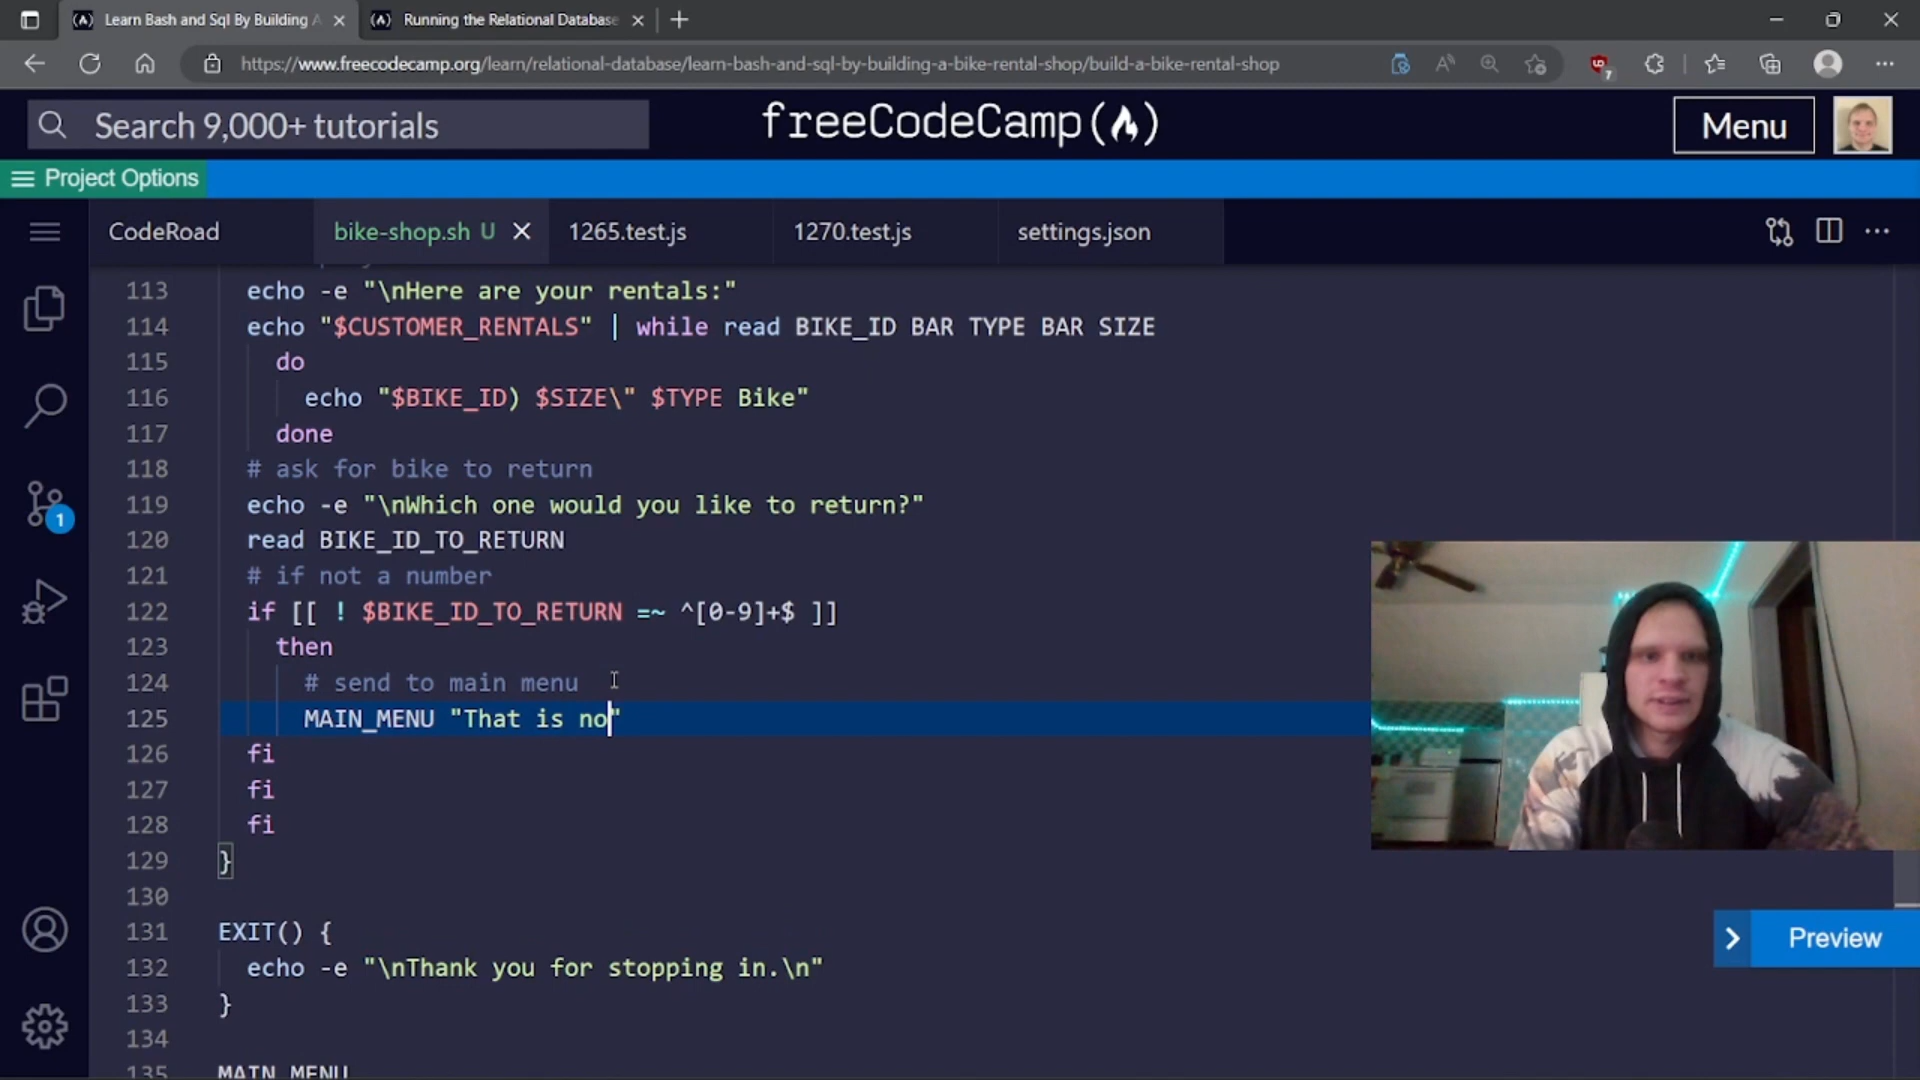 Learn Bash and Sql By Building A
Running the Relational Database
https://www.freecodecamp.org/learn/relational-database/learn-bash-and-sql-by-building-a-bike-rental-shop/build-a-bike-rental-shop
7
Search 9,000+ tutorials
freeCodeCamp
Menu
Project Options
CodeRoad
bike-shop.sh U
1265.test.js
1270.test.js
settings.json
113 echo -e "\nHere are your rentals:"
114 echo "$CUSTOMER_RENTALS" | while read BIKE_ID BAR TYPE BAR SIZE
115 do
116 echo "$BIKE_ID) $SIZE\" $TYPE Bike"
117 done
118 # ask for bike to return
119 echo -e "\nWhich one would you like to return?"
120 read BIKE_ID_TO_RETURN
121 # if not a number
122 if [[ ! $BIKE_ID_TO_RETURN =~ ^[0-9]+$ ]]
123 then
124 # send to main menu
125 MAIN_MENU "That is no"
126 fi
127 fi
128 fi
129 }
130
131 EXIT() {
132 echo -e "\nThank you for stopping in.\n"
133 }
134
135 MAIN_MENU
1
Preview